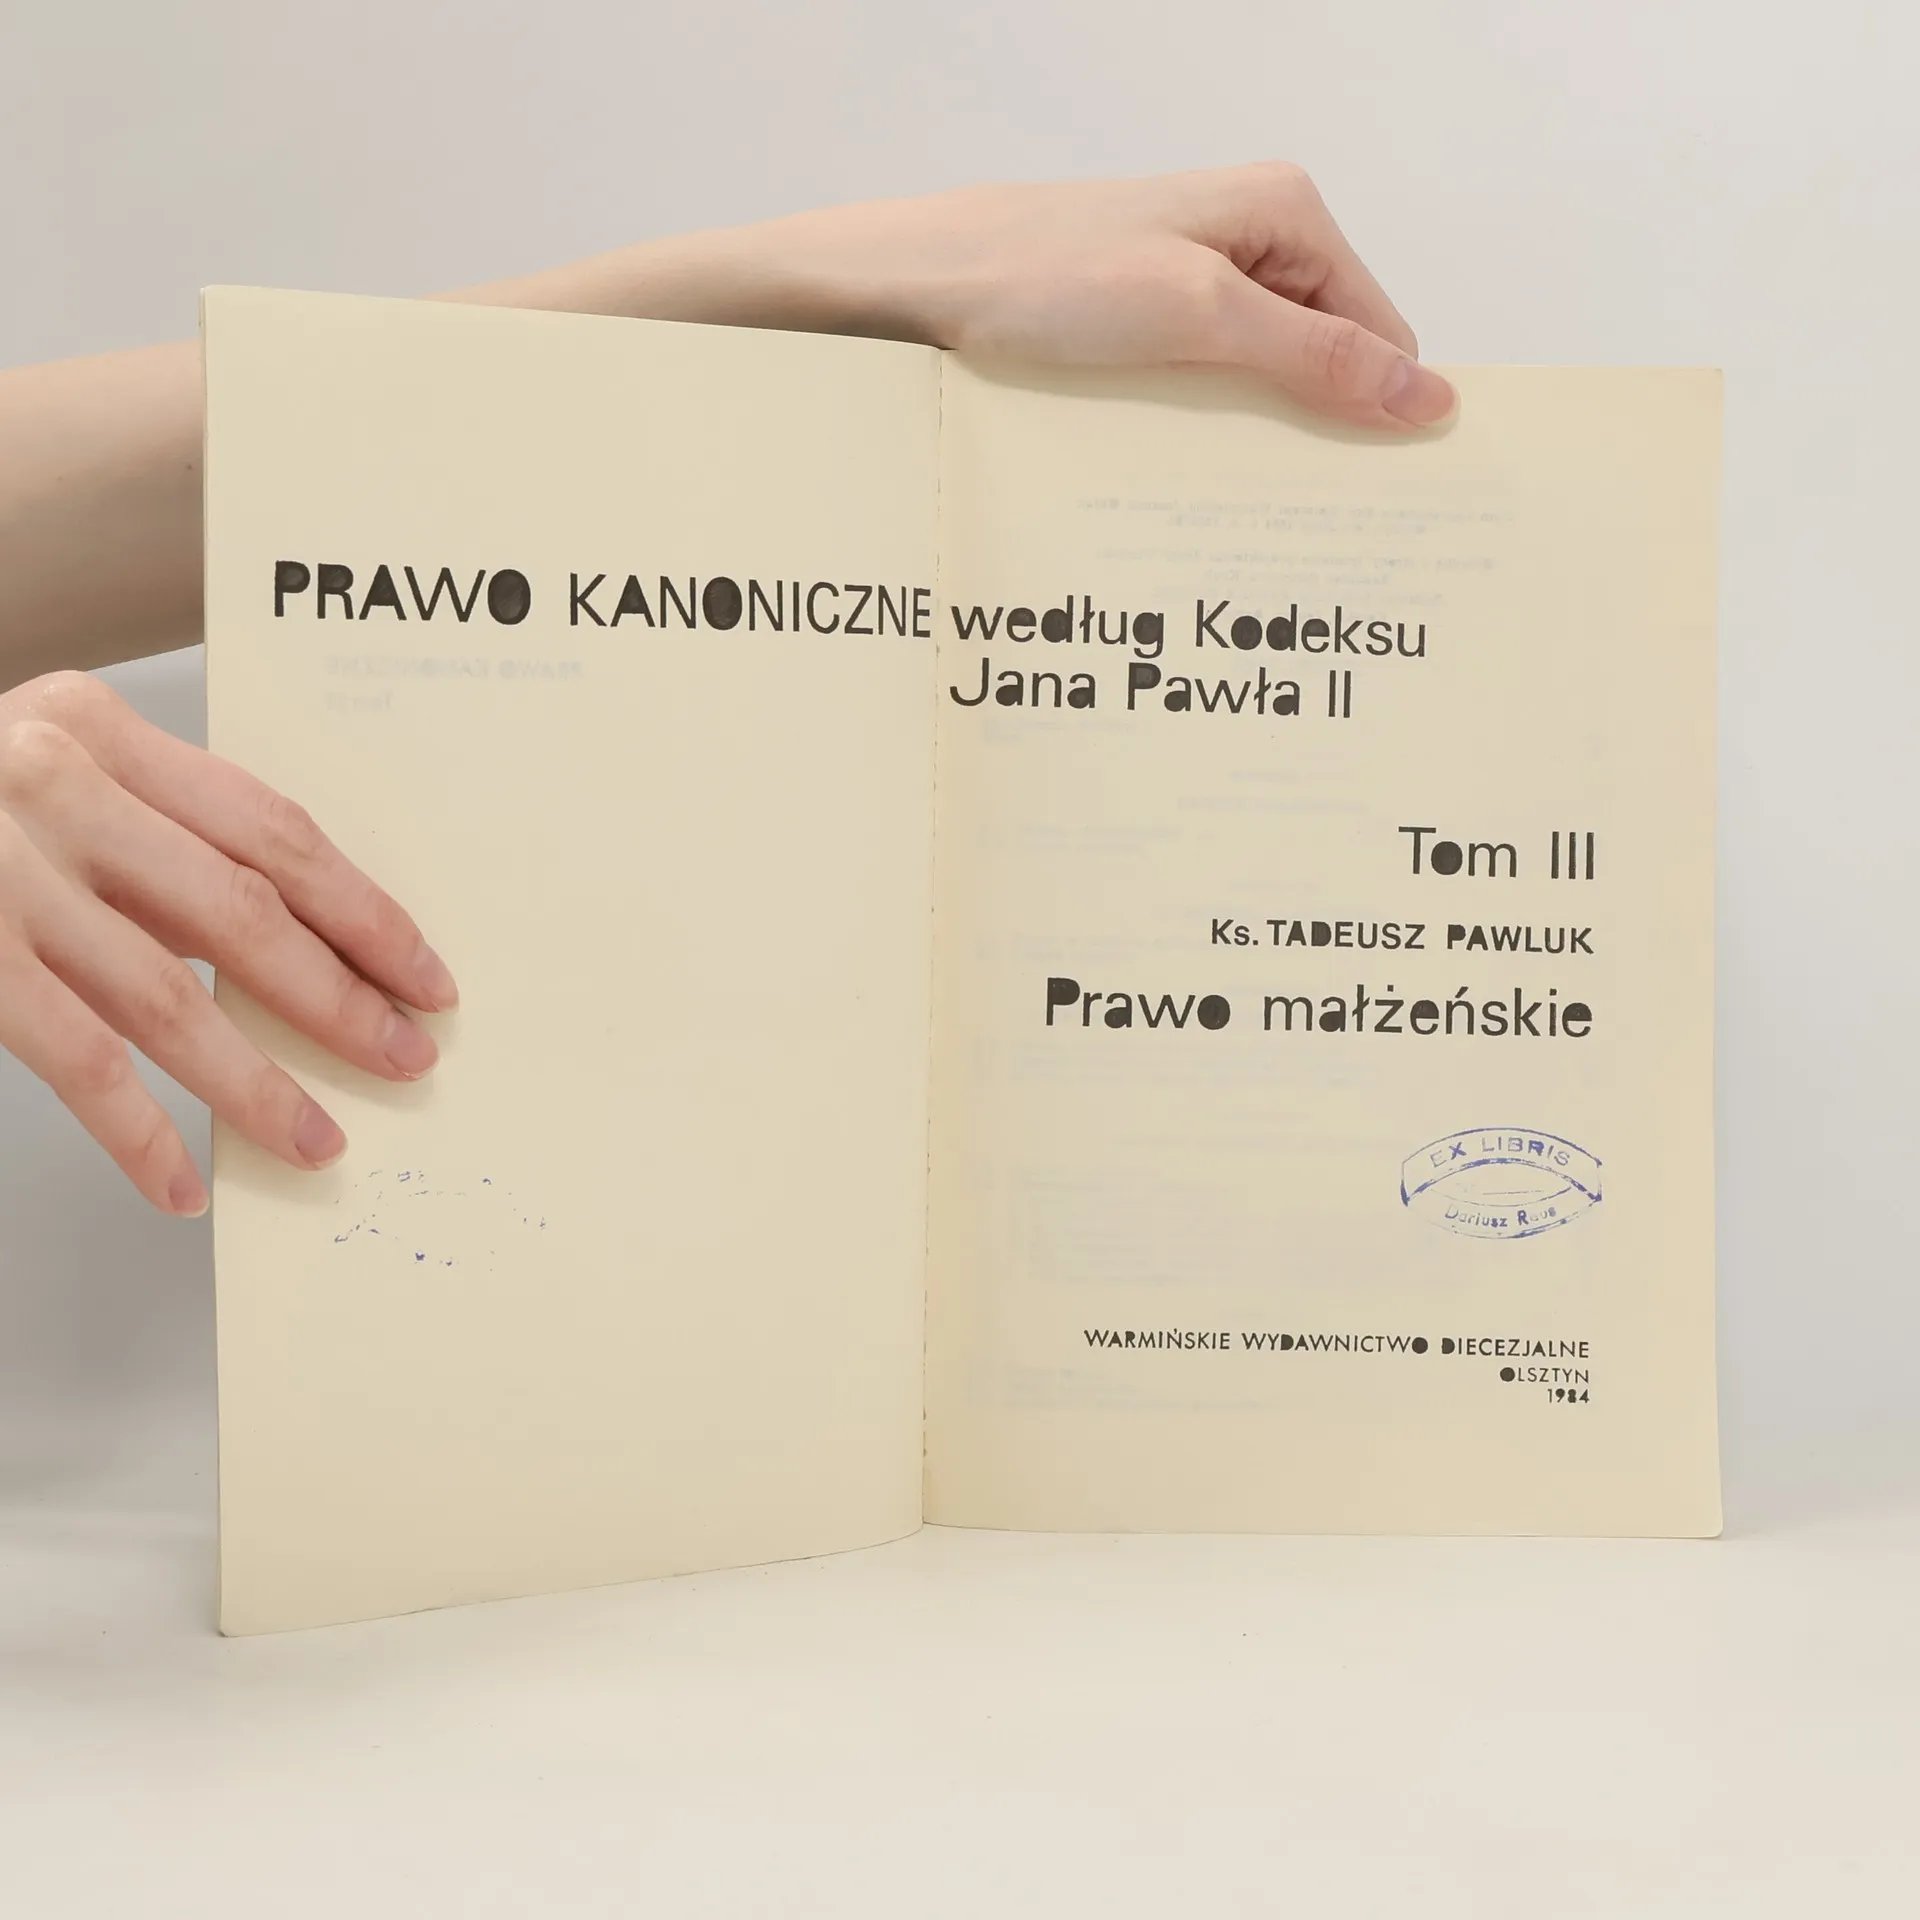 PRAWO KANONICZNE według Kodeksu
Jana Pawła II
Tom III
Ks. TADEUSZ PAWLUK
Prawo małżeńskie
EX LIBRIS
Dariusz
WARMIŃSKIE WYDAWNICTWO DIECEZJALNE
OLSZTYN
1984